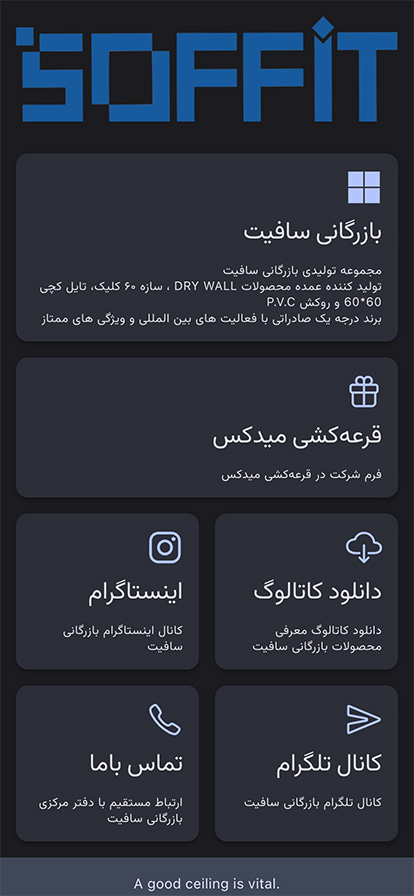 SOFFIT
بازرگانی سافیت
مجموعه تولیدی بازرگانی سافیت
تولید کننده عمده محصولات DRY WALL ، سازه ۶۰ کلیک، تایل کچی
60*60 و روکش P.V.C
برند درجه یک صادراتی با فعالیت های بین المللی و ویژگی های ممتاز
قرعه‌کشی میدکس
فرم شرکت در قرعه‌کشی میدکس
دانلود کاتالوگ
دانلود کاتالوگ معرفی
محصولات بازرگانی سافیت
اینستاگرام
کانال اینستاگرام بازرگانی
سافیت
کانال تلگرام
کانال تلگرام بازرگانی سافیت
تماس باما
ارتباط مستقیم با دفتر مرکزی
بازرگانی سافیت
A good ceiling is vital.